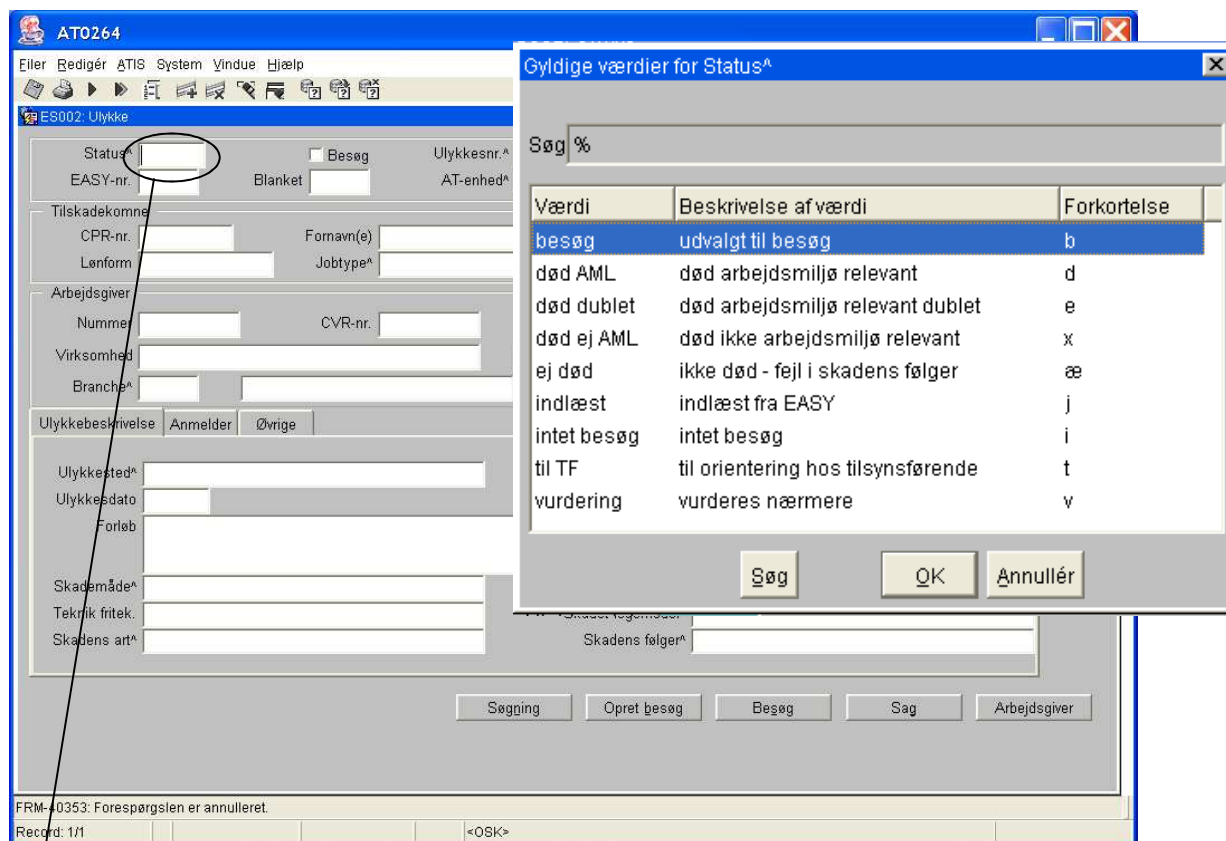 AT0264
Filer Redigér ATIS System Vindue Hjælp
ES002: Ulykke
Status^ Besøg Ulykkesnr.^
EASY-nr. Blanket AT-enhed^
Tilskadekomne
CPR-nr. Fornavn(e)
Lønform Jobtype^
Arbejdsgiver
Nummer CVR-nr.
Virksomhed
Branche^
Ulykkebeskrivelse Anmelder Øvrige
Ulykkested^
Ulykkesdato
Forløb
Skademåde^
Teknik fritek.
Skadens art^ Skadens følger^
Søgning Opret besøg Besøg Sag Arbejdsgiver
FRM-40353: Forespørgslen er annulleret.
Record: 1/1 <OSK>
Gyldige værdier for Status^
Søg %
Værdi Beskrivelse af værdi Forkortelse
besøg udvalgt til besøg b
død AML død arbejdsmiljø relevant d
død dublet død arbejdsmiljø relevant dublet e
død ej AML død ikke arbejdsmiljø relevant x
ej død ikke død - fejl i skadens følger æ
indlæst indlæst fra EASY j
intet besøg intet besøg i
til TF til orientering hos tilsynsførende t
vurdering vurderes nærmere v
Søg OK Annullér